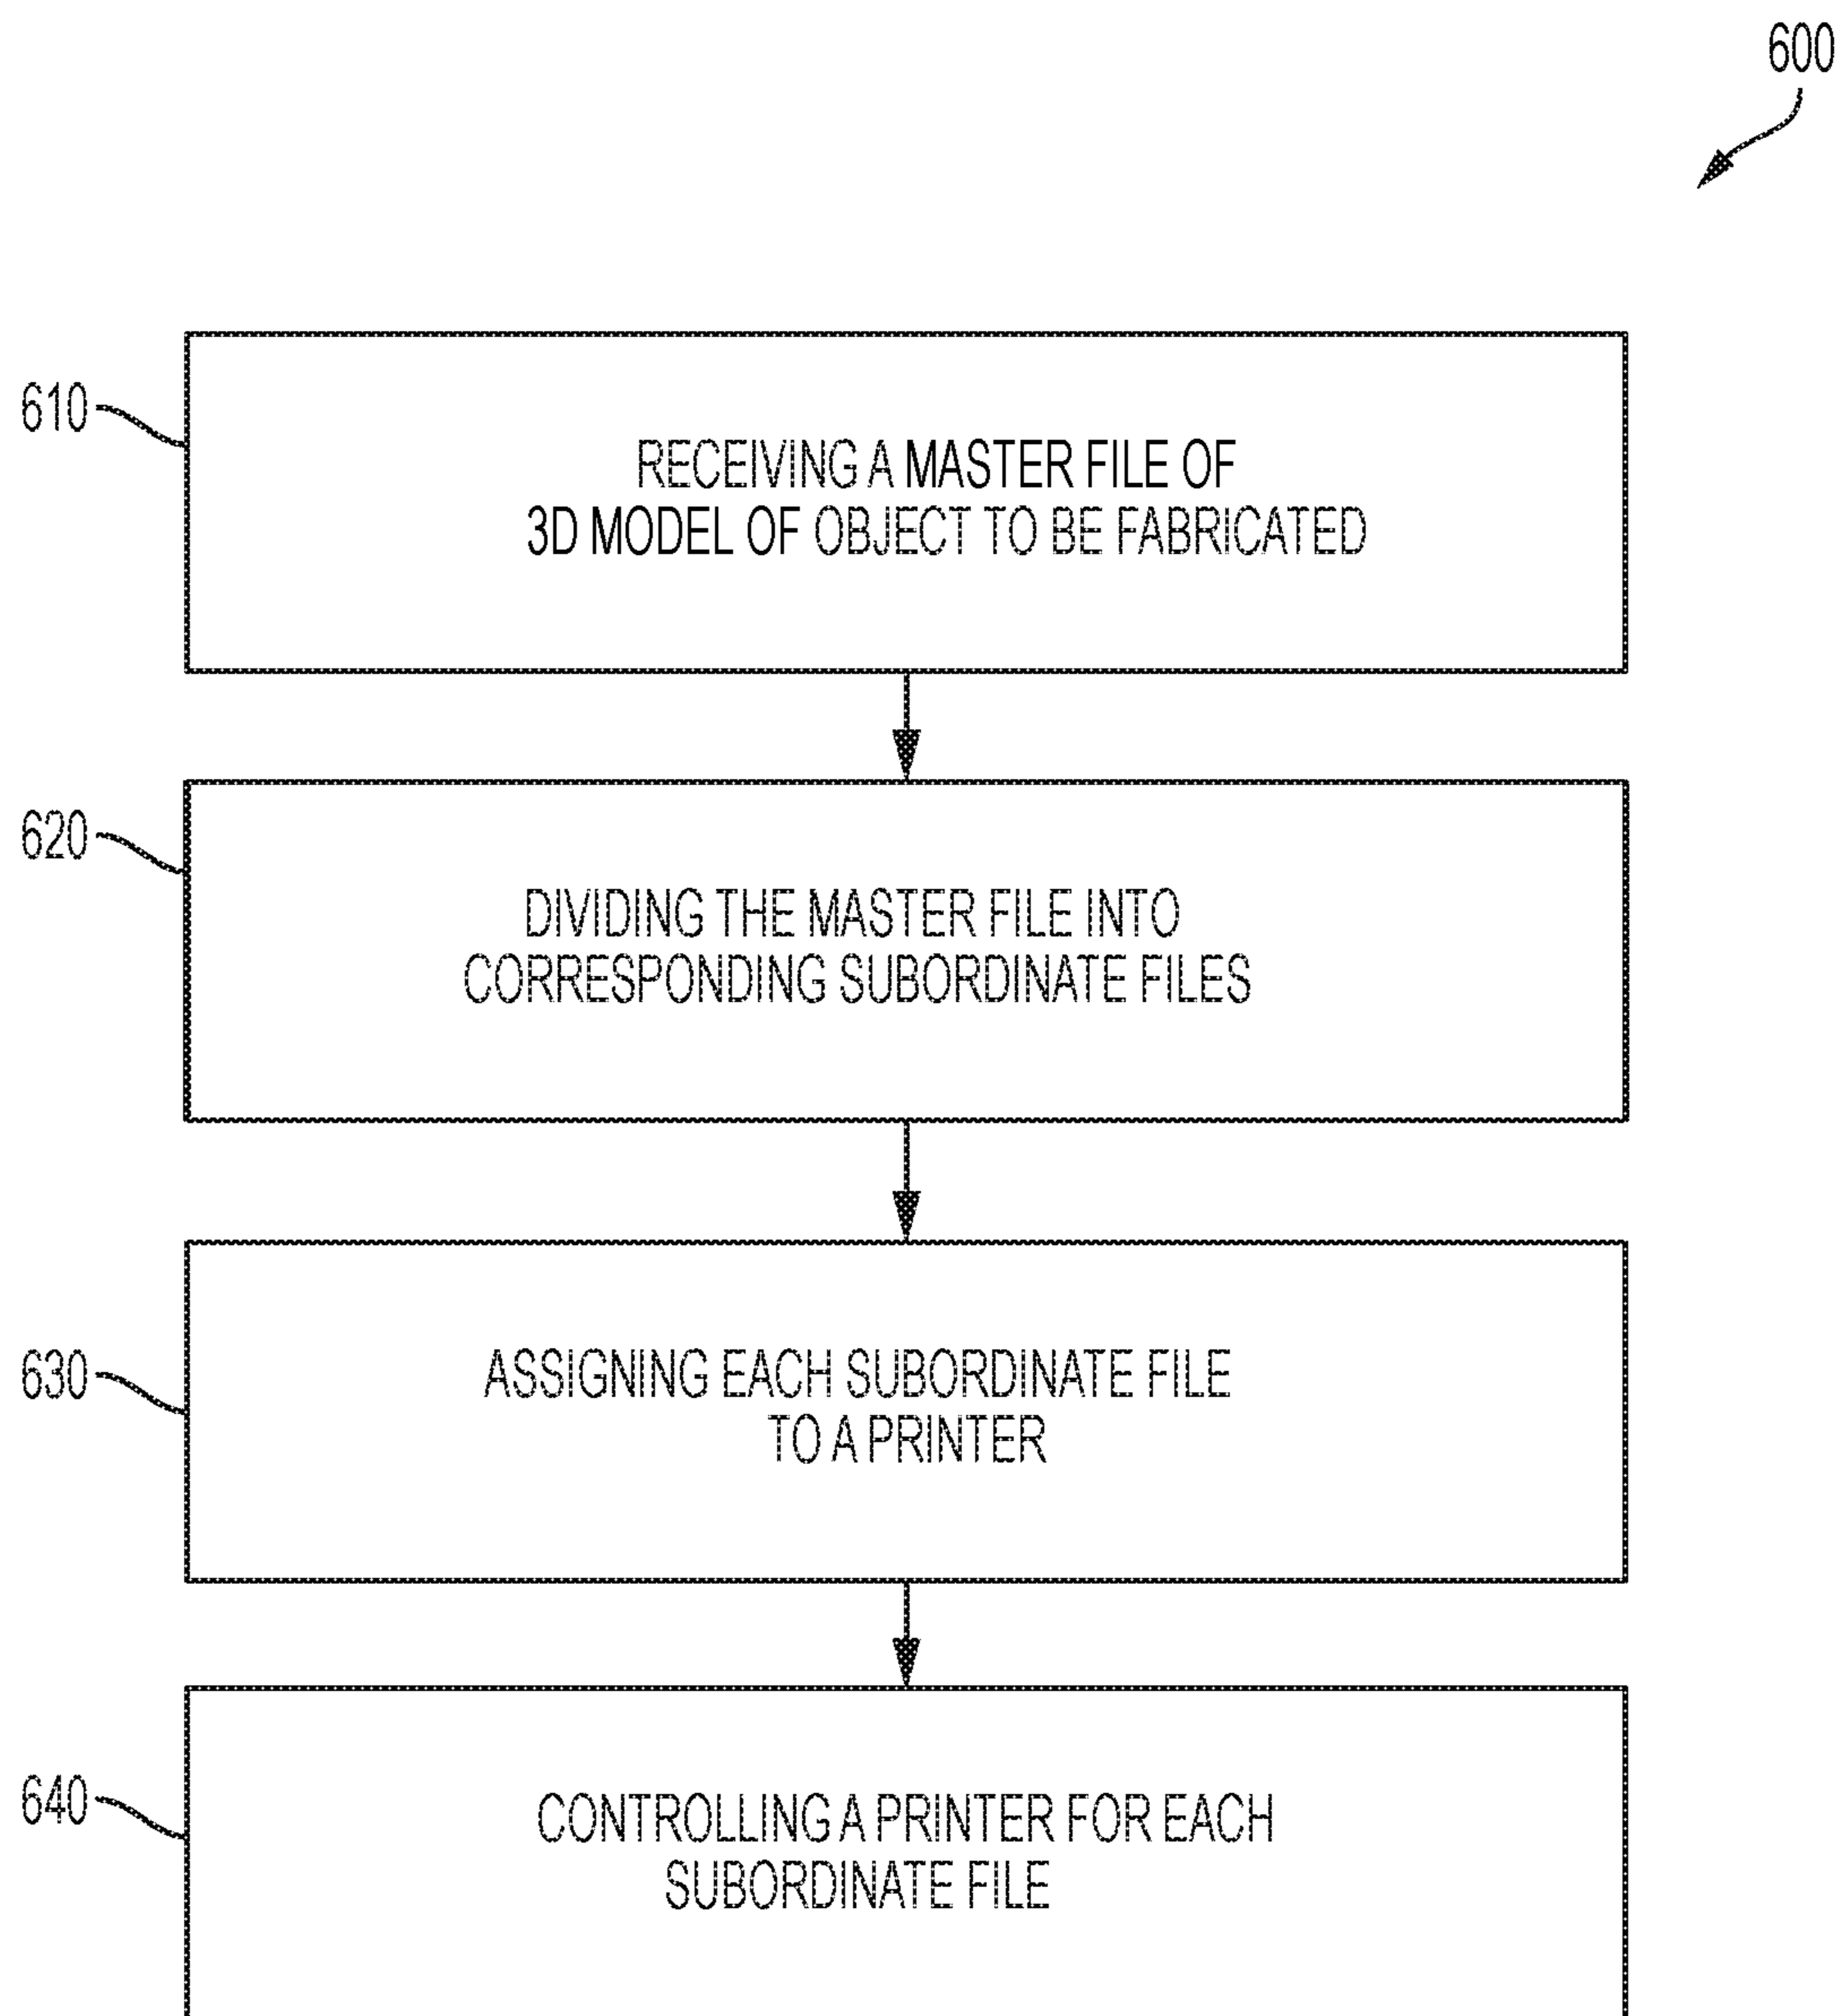 600
610
RECEIVING A MASTER FILE OF
3D MODEL OF OBJECT TO BE FABRICATED
620
DIVIDING THE MASTER FILE INTO
CORRESPONDING SUBORDINATE FILES
630
ASSIGNING EACH SUBORDINATE FILE
TO A PRINTER
640
CONTROLLING A PRINTER FOR EACH
SUBORDINATE FILE